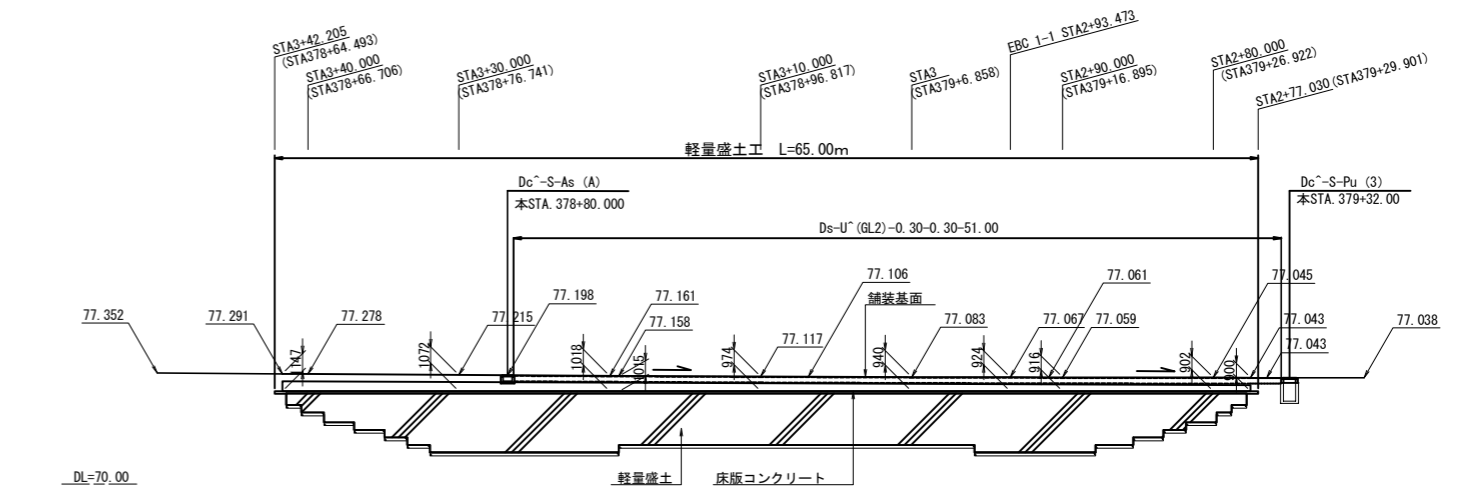 STA3+42.205
(STA378+64.493)
STA3+40.000
(STA378+66.706)
STA3+30.000
(STA378+76.741)
STA3+10.000
(STA378+96.817)
STA3
(STA379+6.858)
EBC 1-1 STA2+93.473
STA2+90.000
(STA379+16.895)
STA2+80.000
(STA379+26.922)
STA2+77.030(STA379+29.901)
軽量盛土工 L=65.00m
Dc^-S-As (A)
本STA.378+80.000
Dc^-S-Pu (3)
本STA.379+32.00
Ds-U^(GL2)-0.30-0.30-51.00
77.352
77.291
77.278
77.215
77.198
77.161
77.158
77.117
77.106
舗装基面
77.083
77.067
77.061
77.059
77.045
77.043
77.043
77.038
1147
1072
1018
1015
974
940
924
916
902
900
DL=70.00
軽量盛土
床版コンクリート